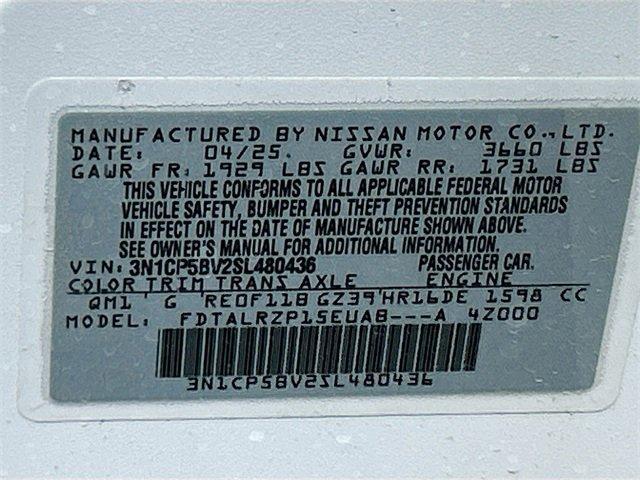 MANUFACTURED BY NISSAN MOTOR CO.,LTD.
DATE: 04/25. GVWR: 3660 LBS
GAWR FR: 1929 LBS GAWR RR: 1731 LBS
THIS VEHICLE CONFORMS TO ALL APPLICABLE FEDERAL MOTOR
VEHICLE SAFETY, BUMPER AND THEFT PREVENTION STANDARDS
IN EFFECT ON THE DATE OF MANUFACTURE SHOWN ABOVE.
SEE OWNER'S MANUAL FOR ADDITIONAL INFORMATION.
VIN: 3N1CP5BV2SL480436 PASSENGER CAR.
COLOR TRIM TRANS AXLE ENGINE
QM1 G RE0F11B GZ39 HR16DE 1598 CC
MODEL: FDTALRZP15EUAB---A 4Z000
3N1CP5BV2SL480436